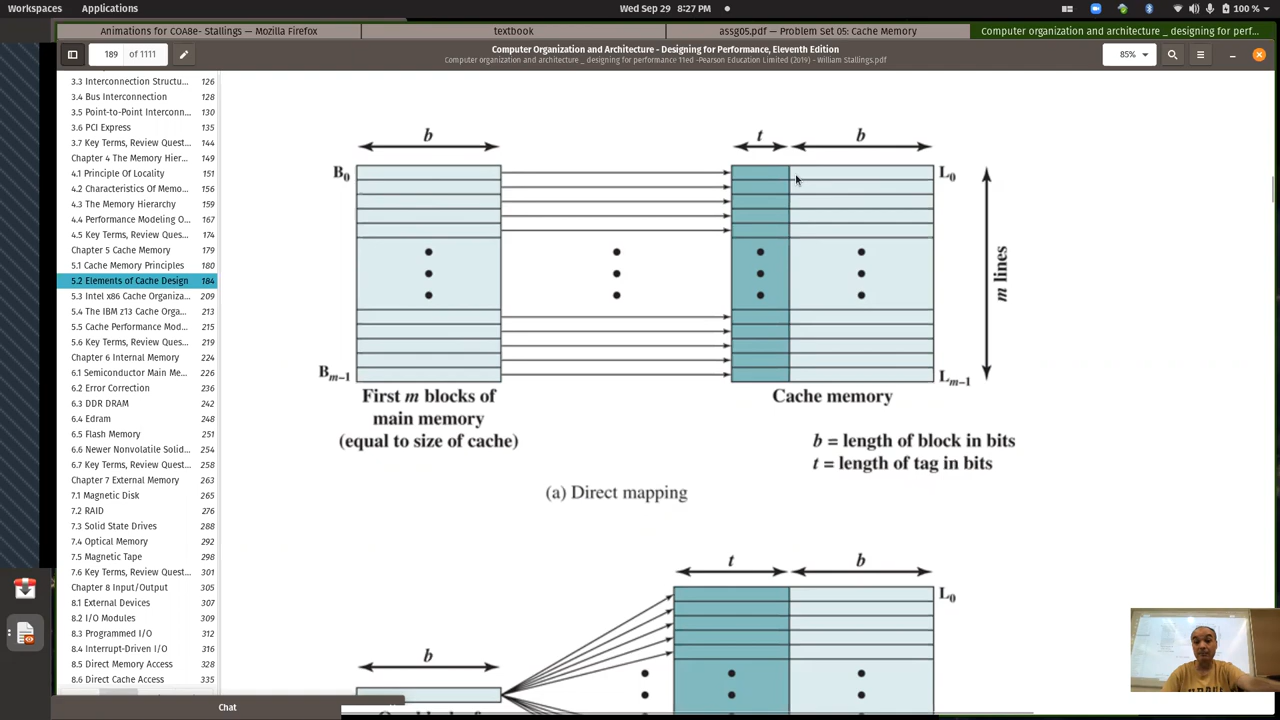 Workspaces Applications Wed Sep 29 8:27 PM 100 %
Animations for COA8e- Stallings — Mozilla Firefox textbook assg05.pdf — Problem Set 05: Cache Memory Computer organization and architecture _ designing for perf...
189 of 1111 Computer Organization and Architecture - Designing for Performance, Eleventh Edition 85%
Computer organization and architecture _ designing for performance 11ed -Pearson Education Limited (2019) - William Stallings.pdf
3.3 Interconnection Structu... 126
3.4 Bus Interconnection 128
3.5 Point-to-Point Interconn... 130
3.6 PCI Express 135
3.7 Key Terms, Review Quest... 144
Chapter 4 The Memory Hier... 149
4.1 Principle Of Locality 151
4.2 Characteristics Of Memo... 156
4.3 The Memory Hierarchy 159
4.4 Performance Modeling O... 167
4.5 Key Terms, Review Ques... 174
Chapter 5 Cache Memory 179
5.1 Cache Memory Principles 180
5.2 Elements of Cache Design 184
5.3 Intel x86 Cache Organiza... 209
5.4 The IBM z13 Cache Orga... 213
5.5 Cache Performance Mod... 215
5.6 Key Terms, Review Quest... 219
Chapter 6 Internal Memory 224
6.1 Semiconductor Main Me... 226
6.2 Error Correction 236
6.3 DDR DRAM 242
6.4 Edram 248
6.5 Flash Memory 251
6.6 Newer Nonvolatile Solid... 254
6.7 Key Terms, Review Quest... 258
Chapter 7 External Memory 263
7.1 Magnetic Disk 265
7.2 RAID 276
7.3 Solid State Drives 288
7.4 Optical Memory 292
7.5 Magnetic Tape 298
7.6 Key Terms, Review Quest... 301
Chapter 8 Input/Output 305
8.1 External Devices 307
8.2 I/O Modules 309
8.3 Programmed I/O 312
8.4 Interrupt-Driven I/O 316
8.5 Direct Memory Access 328
8.6 Direct Cache Access 335
Chat
b t b
B0 L0
m lines
Bm–1 Lm–1
First m blocks of
main memory
(equal to size of cache)
Cache memory
b = length of block in bits
t = length of tag in bits
(a) Direct mapping
t b
L0
b